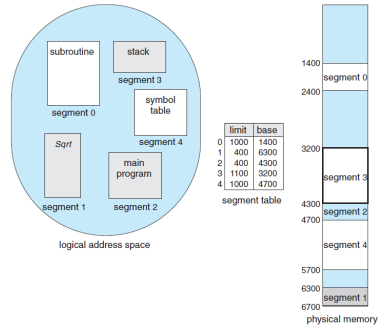 subroutine
segment 0
stack
segment 3
symbol
table
segment 4
Sqrt
segment 1
main
program
segment 2
logical address space
limit base
0 1000 1400
1 400 6300
2 400 4300
3 1100 3200
4 1000 4700
segment table
1400
segment 0
2400
3200
segment 3
4300
segment 2
4700
segment 4
5700
6300
segment 1
6700
physical memory